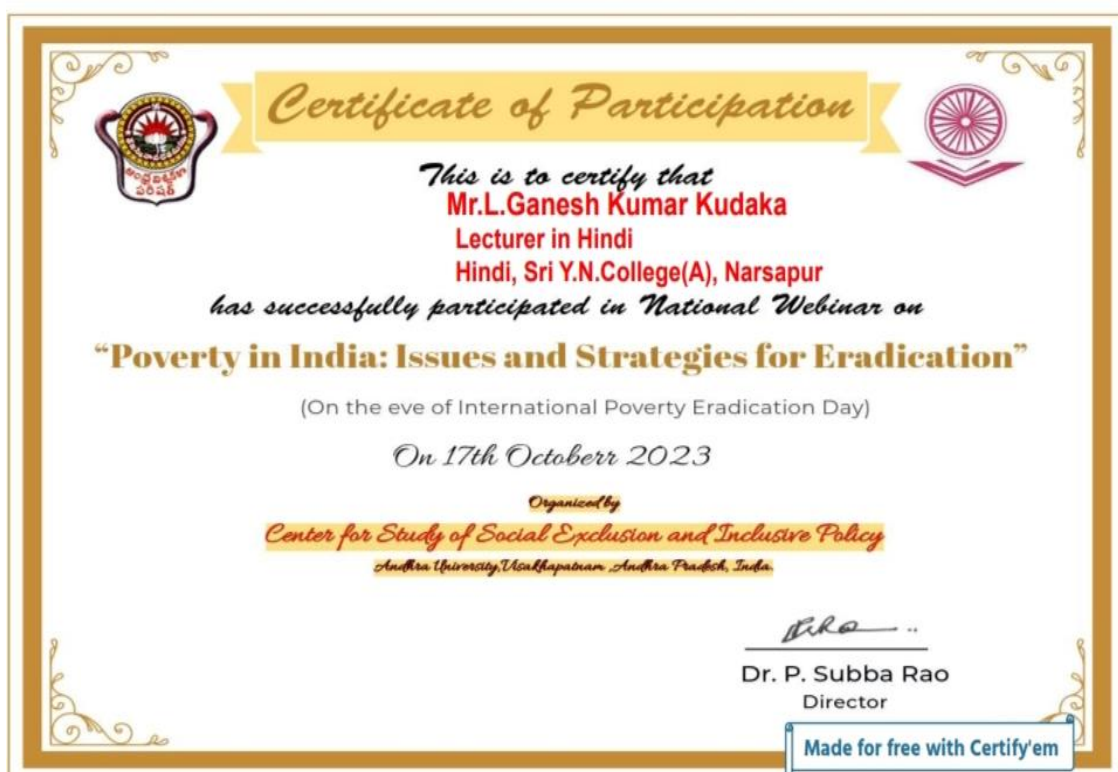 Certificate of Participation
ఆంధ్ర విశ్వకళా
పరిషత్
This is to certify that
Mr.L.Ganesh Kumar Kudaka
Lecturer in Hindi
Hindi, Sri Y.N.College(A), Narsapur
has successfully participated in National Webinar on
“Poverty in India: Issues and Strategies for Eradication”
(On the eve of International Poverty Eradication Day)
On 17th Octoberr 2023
Organized by
Center for Study of Social Exclusion and Inclusive Policy
Andhra University,Visakhapatnam ,Andhra Pradesh, India.
Dr. P. Subba Rao
Director
Made for free with Certify'em